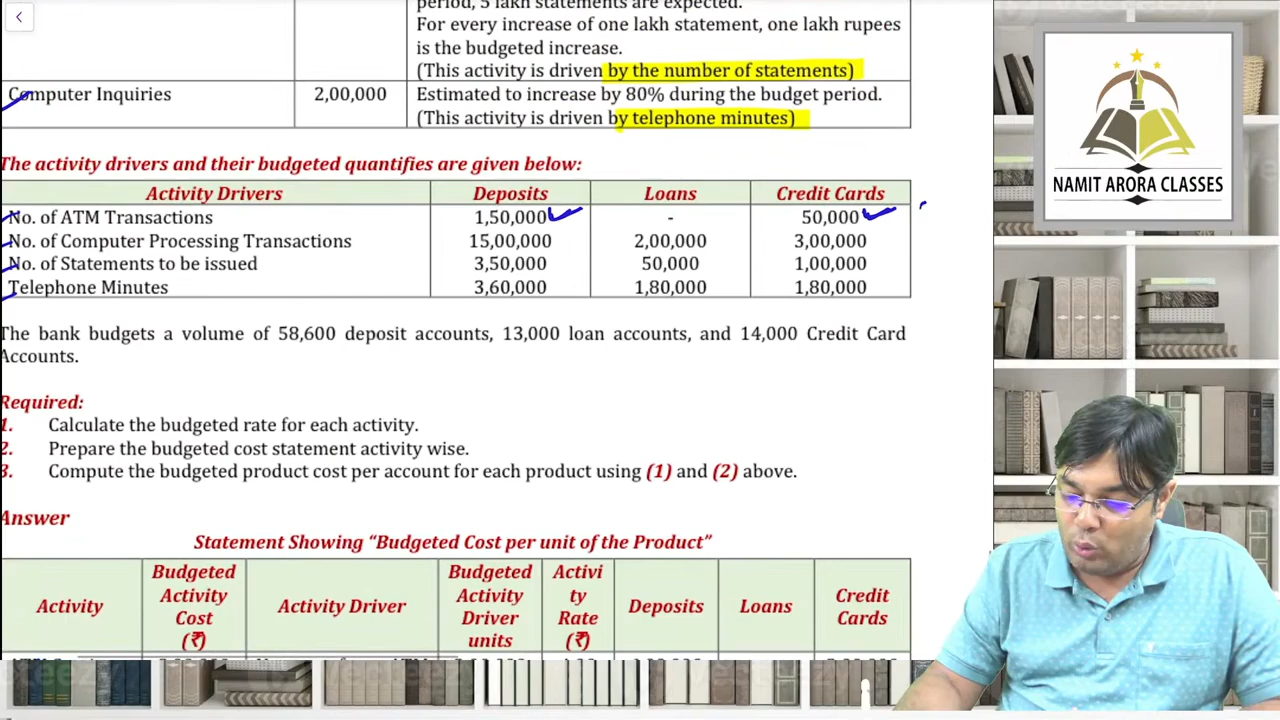 period, 5 lakh statements are expected.
For every increase of one lakh statement, one lakh rupees
is the budgeted increase.
(This activity is driven by the number of statements)
Computer Inquiries 2,00,000 Estimated to increase by 80% during the budget period.
(This activity is driven by telephone minutes)
The activity drivers and their budgeted quantifies are given below:
Activity Drivers Deposits Loans Credit Cards
No. of ATM Transactions 1,50,000 - 50,000
No. of Computer Processing Transactions 15,00,000 2,00,000 3,00,000
No. of Statements to be issued 3,50,000 50,000 1,00,000
Telephone Minutes 3,60,000 1,80,000 1,80,000
The bank budgets a volume of 58,600 deposit accounts, 13,000 loan accounts, and 14,000 Credit Card
Accounts.
Required:
1. Calculate the budgeted rate for each activity.
2. Prepare the budgeted cost statement activity wise.
3. Compute the budgeted product cost per account for each product using (1) and (2) above.
Answer
Statement Showing “Budgeted Cost per unit of the Product”
Activity
Budgeted
Activity
Cost
(₹)
Activity Driver
Budgeted
Activity
Driver
units
Activi
ty
Rate
(₹)
Deposits
Loans
Credit
Cards
NAMIT ARORA CLASSES